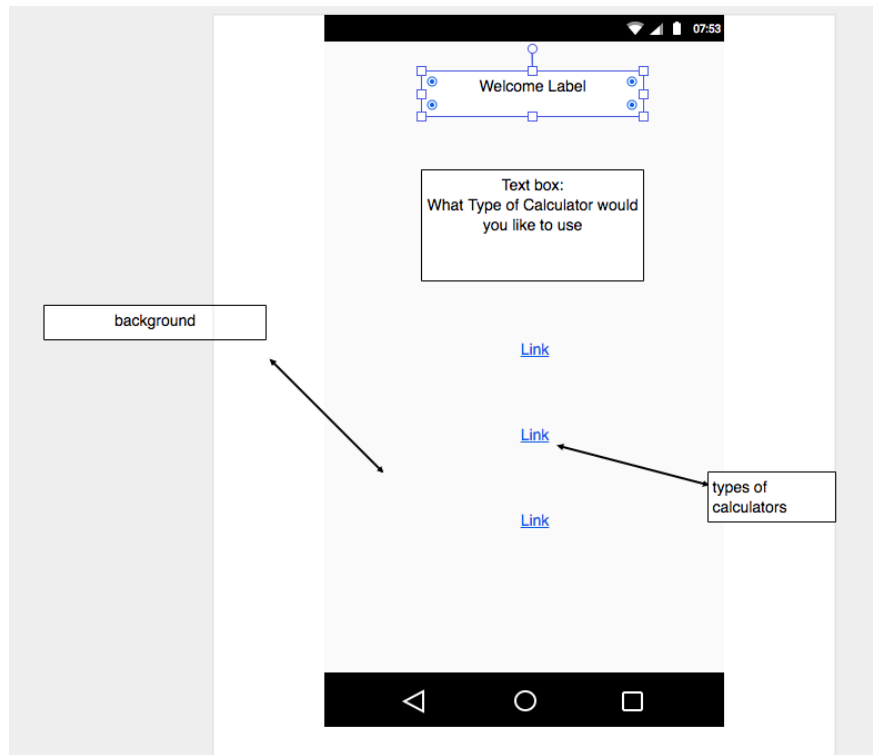 07:53
Welcome Label
Text box:
What Type of Calculator would
you like to use
background
Link
Link
types of
calculators
Link